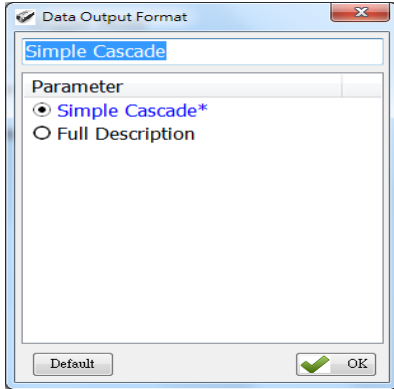 Data Output Format
Simple Cascade
Parameter
Simple Cascade*
Full Description
Default
OK